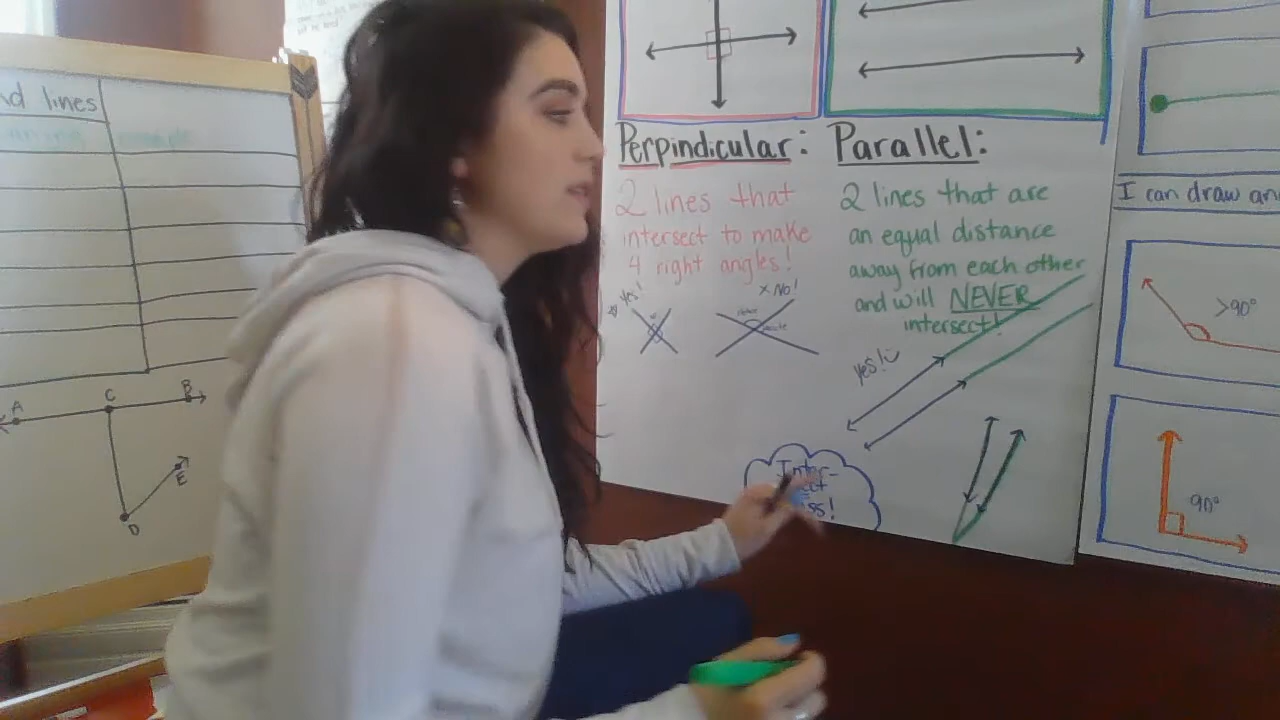 nd lines
A
C
B
E
D
Perpindicular:
2 lines that
intersect to make
4 right angles!
Yes!
x No!
Parallel:
2 lines that are
an equal distance
away from each other
and will NEVER
intersect!
yes!
Inter-
I can draw an
>90°
90°